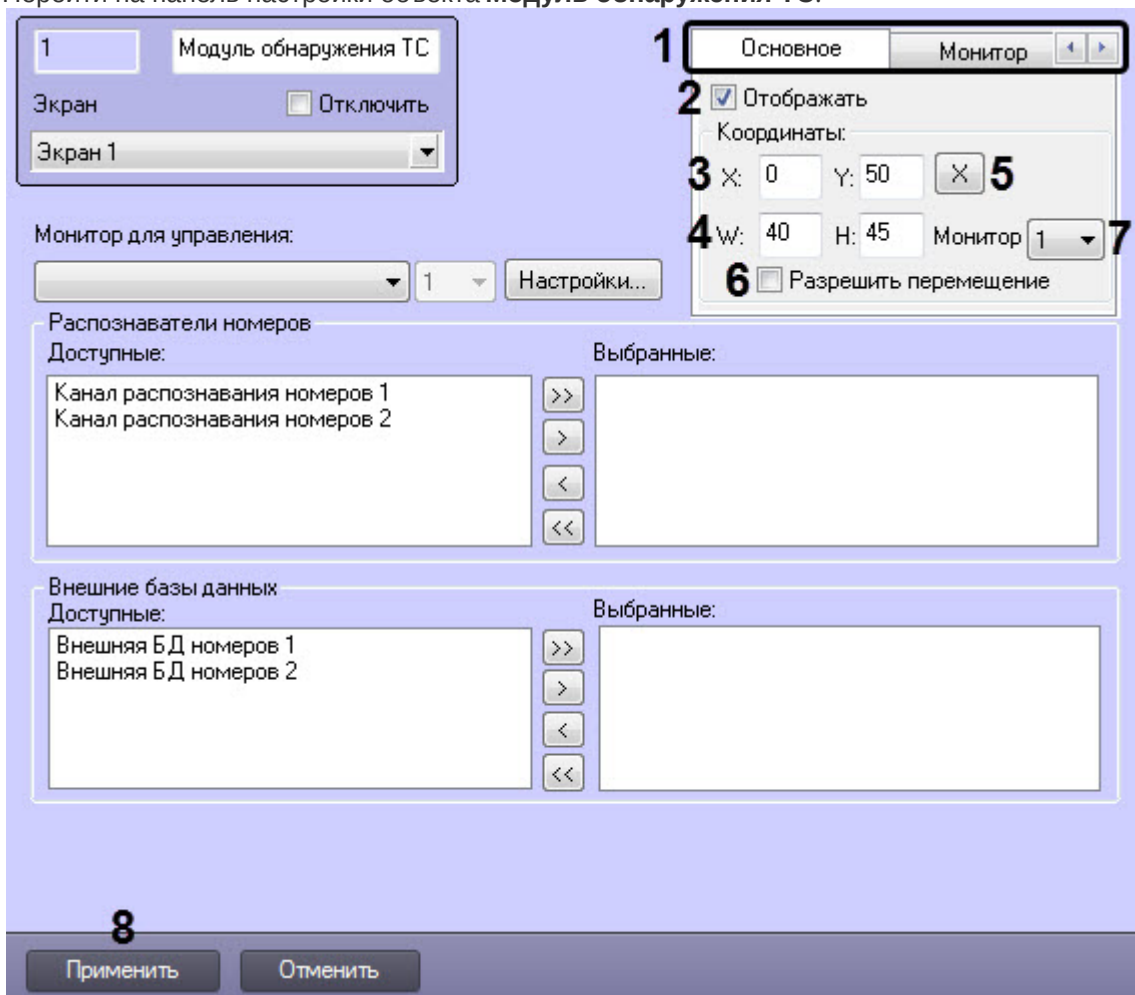 Перейти на панель настройки объекта Модуль обнаружения ТС.
1 Модуль обнаружения ТС
Экран Отключить
Экран 1
1 Основное Монитор
2 Отображать
Координаты:
3 X: 0 Y: 50 X 5
4 W: 40 H: 45 Монитор 1 7
6 Разрешить перемещение
Монитор для управления:
1 Настройки...
Распознаватели номеров
Доступные: Выбранные:
Канал распознавания номеров 1
Канал распознавания номеров 2
>>
>
<
<<
Внешние базы данных
Доступные: Выбранные:
Внешняя БД номеров 1
Внешняя БД номеров 2
>>
>
<
<<
8
Применить Отменить